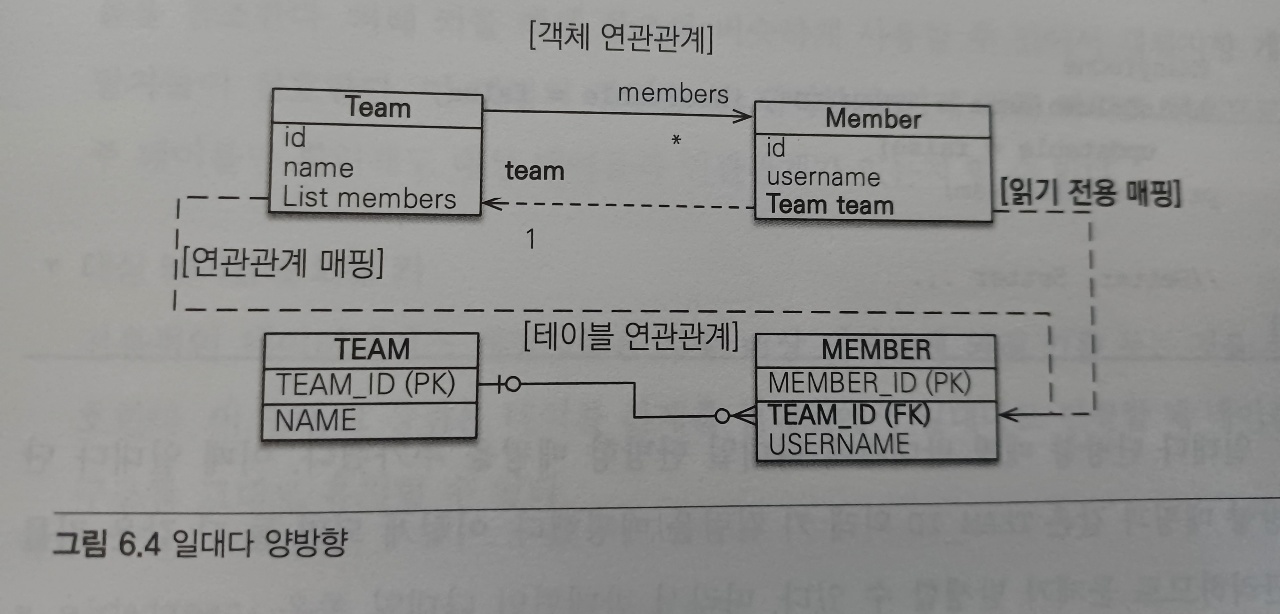 [객체 연관관계]
Team
id
name
List members
members
*
team
1
Member
id
username
Team team
[읽기 전용 매핑]
[연관관계 매핑]
[테이블 연관관계]
TEAM
TEAM_ID (PK)
NAME
MEMBER
MEMBER_ID (PK)
TEAM_ID (FK)
USERNAME
그림 6.4 일대다 양방향